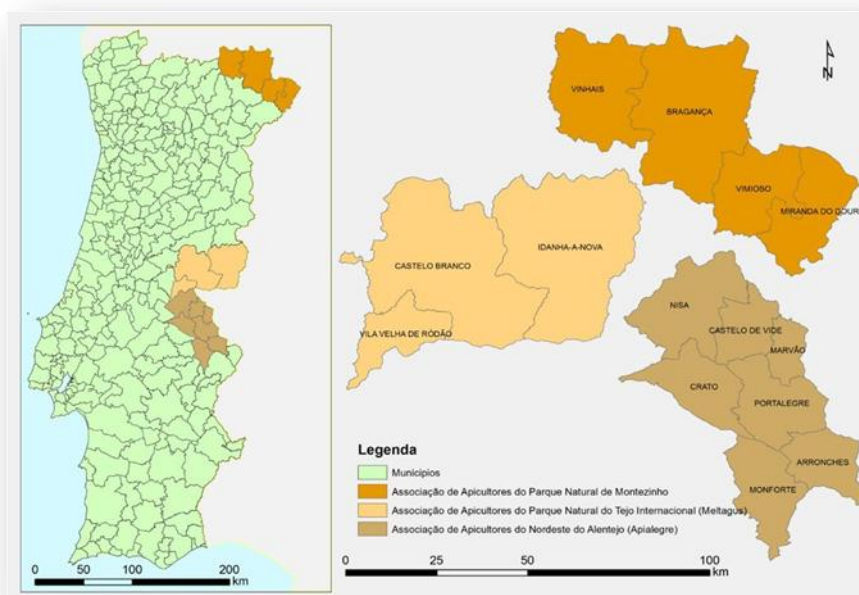 N
VINHAIS
BRAGANÇA
VIMIOSO
MIRANDA DO DOUR
IDANHA-A-NOVA
CASTELO BRANCO
VILA VELHA DE RÓDÃO
NISA
CASTELO DE VIDE
MARVÃO
CRATO
PORTALEGRE
ARRONCHES
MONFORTE
Legenda
Municípios
Associação de Apicultores do Parque Natural de Montezinho
Associação de Apicultores do Parque Natural do Tejo Internacional (Meltagus)
Associação de Apicultores do Nordeste do Alentejo (Apialegre)
0 50 100 200
km
0 25 50 100
km